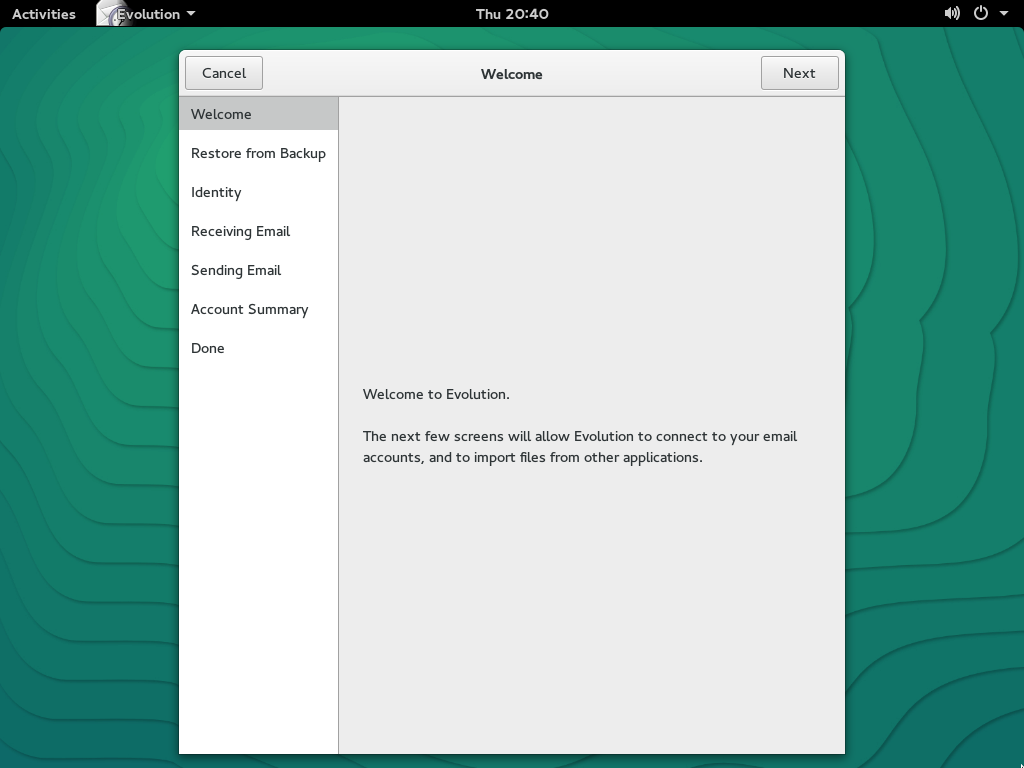 Activities
Evolution
Thu 20:40
Cancel
Welcome
Next
Welcome
Restore from Backup
Identity
Receiving Email
Sending Email
Account Summary
Done
Welcome to Evolution.
The next few screens will allow Evolution to connect to your email
accounts, and to import files from other applications.